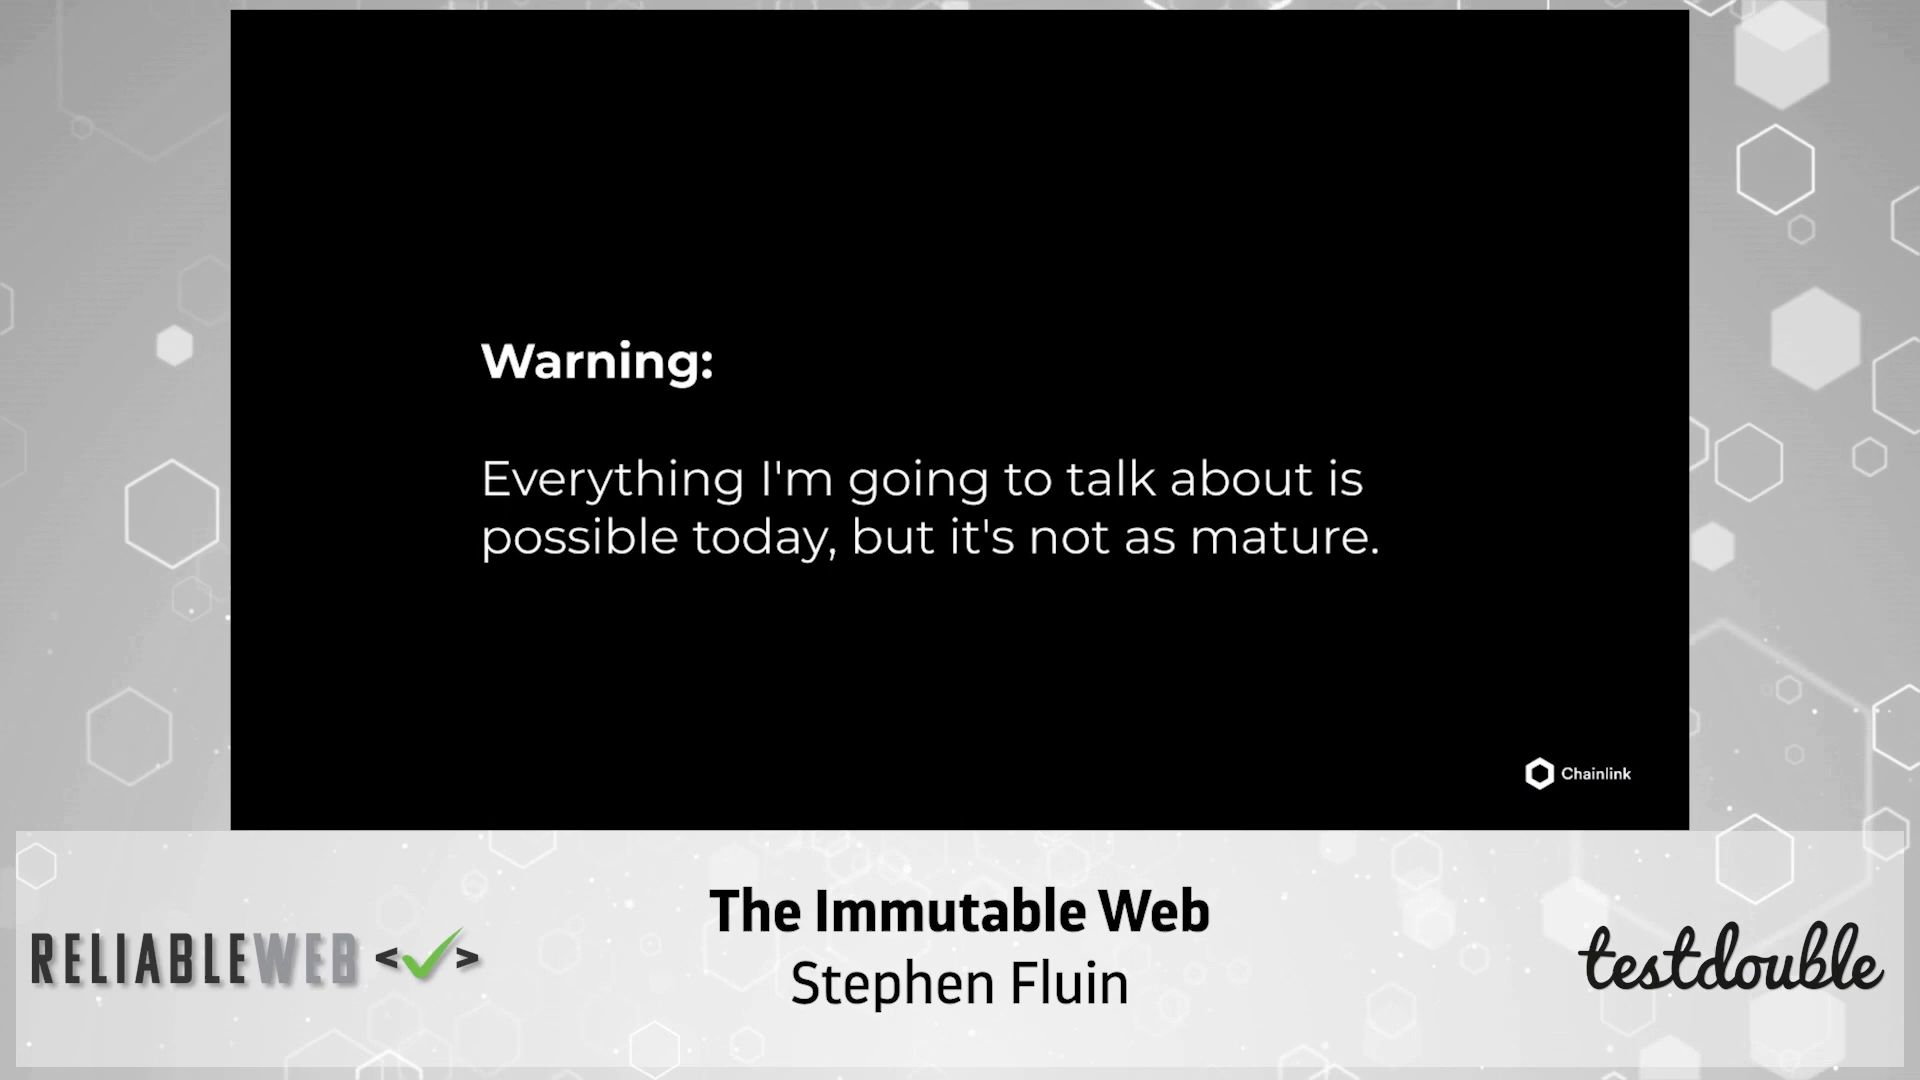 Warning:
Everything I'm going to talk about is
possible today, but it's not as mature.
Chainlink
The Immutable Web
Stephen Fluin
RELIABLEWEB <✓>
testdouble